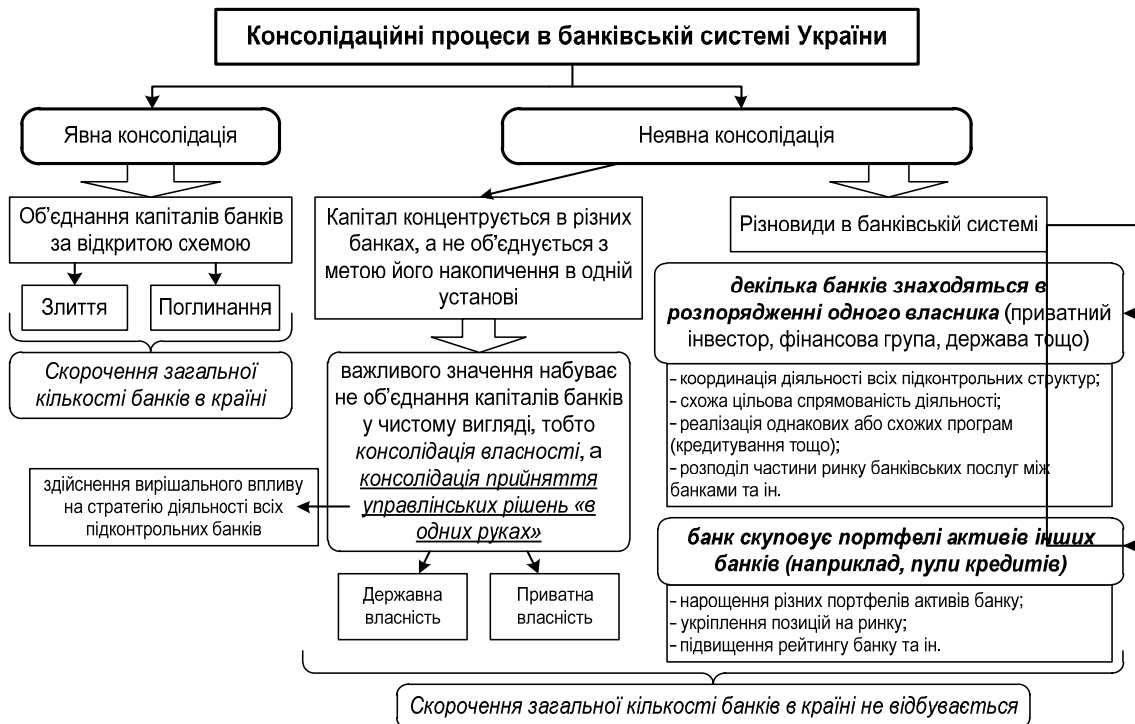 Консолідаційні процеси в банківській системі України
Явна консолідація
Неявна консолідація
Об’єднання капіталів банків
за відкритою схемою
Злиття
Поглинання
Скорочення загальної
кількості банків в країні
Капітал концентрується в різних
банках, а не об’єднується з
метою його накопичення в одній
установі
важливого значення набуває
не об’єднання капіталів банків
у чистому вигляді, тобто
консолідація власності, а
консолідація прийняття
управлінських рішень «в
одних руках»
здійснення вирішального впливу
на стратегію діяльності всіх
підконтрольних банків
Державна
власність
Приватна
власність
Різновиди в банківській системі
декілька банків знаходяться в
розпорядженні одного власника (приватний
інвестор, фінансова група, держава тощо)
– координація діяльності всіх підконтрольних структур;
– схожа цільова спрямованість діяльності;
– реалізація однакових або схожих програм
(кредитування тощо);
– розподіл частини ринку банківських послуг між
банками та ін.
банк скуповує портфелі активів інших
банків (наприклад, пули кредитів)
– нарощення різних портфелів активів банку;
– укріплення позицій на ринку;
– підвищення рейтингу банку та ін.
Скорочення загальної кількості банків в країні не відбувається